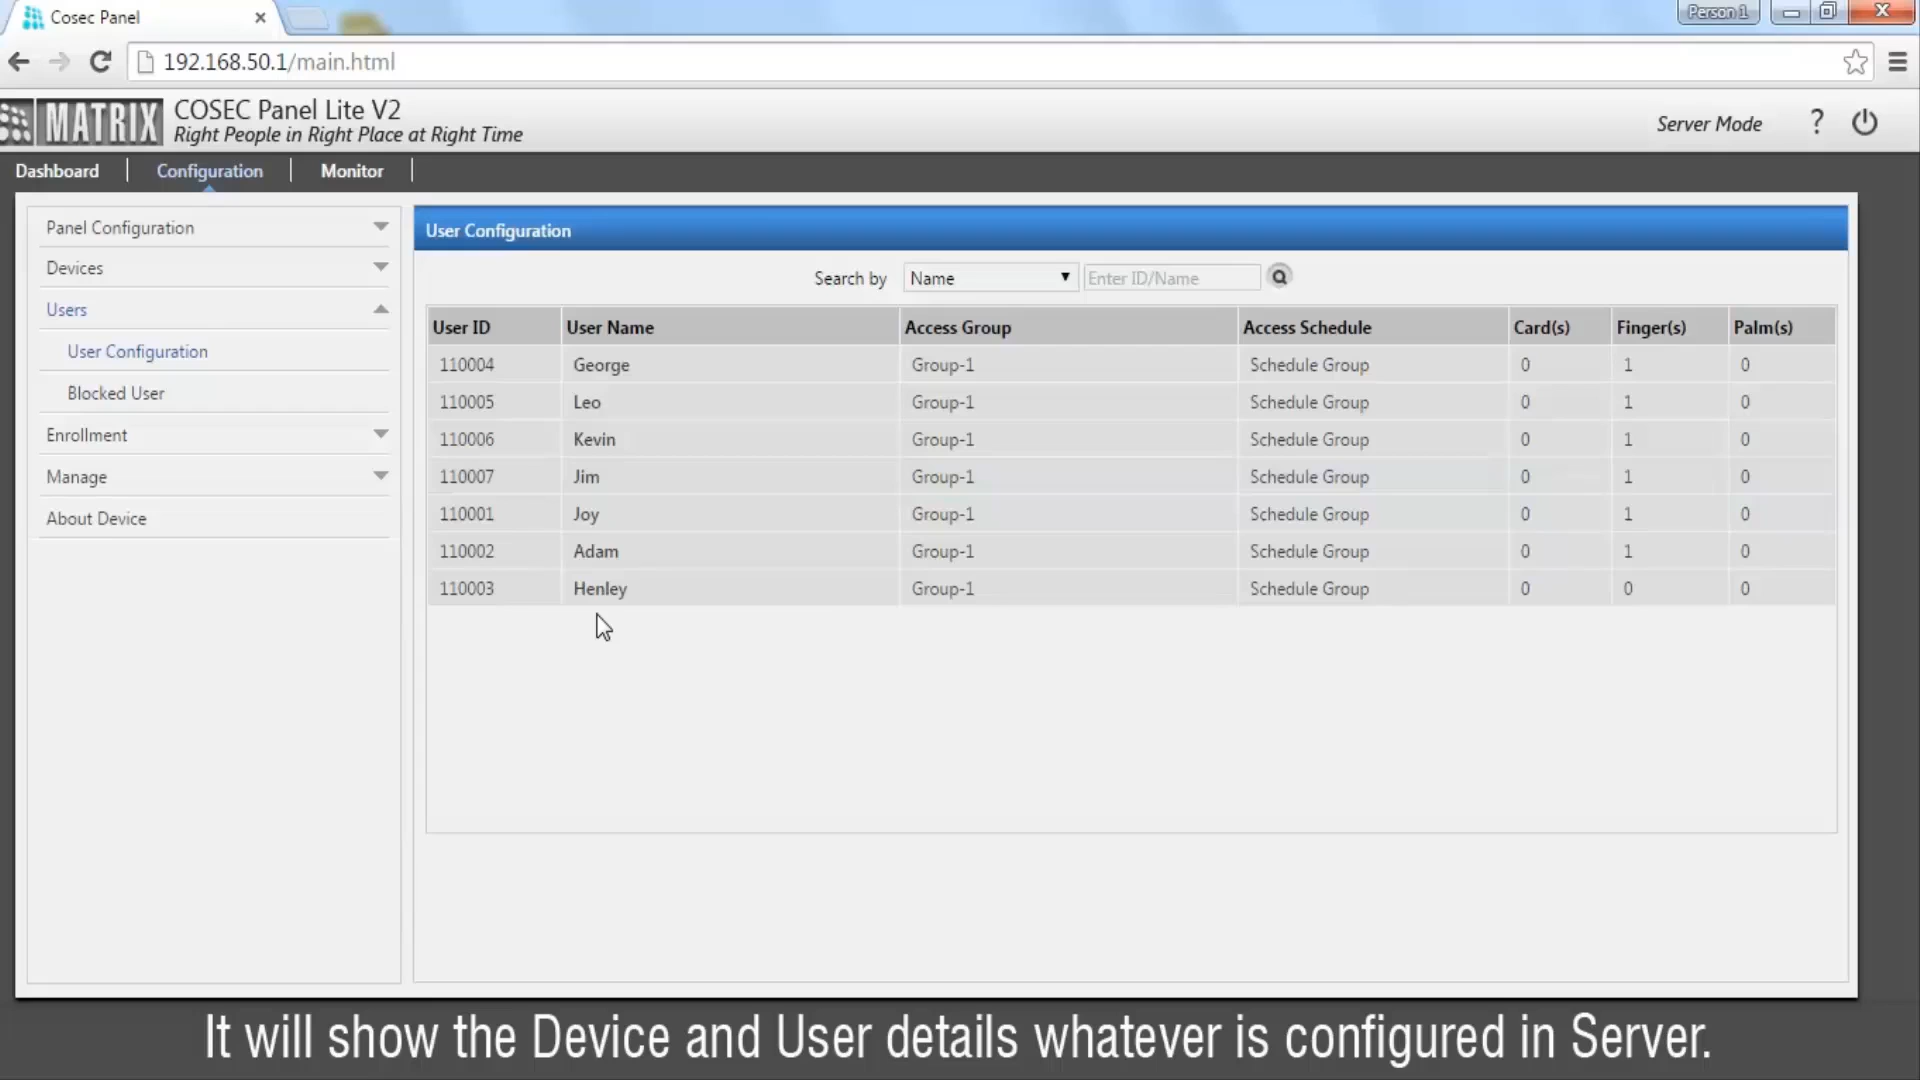 Cosec Panel
Person 1
192.168.50.1/main.html
MATRIX
COSEC Panel Lite V2
Right People in Right Place at Right Time
Server Mode
?
Dashboard
Configuration
Monitor
Panel Configuration
Devices
Users
User Configuration
Blocked User
Enrollment
Manage
About Device
User Configuration
Search by Name Enter ID/Name
User ID User Name Access Group Access Schedule Card(s) Finger(s) Palm(s)
110004 George Group-1 Schedule Group 0 1 0
110005 Leo Group-1 Schedule Group 0 1 0
110006 Kevin Group-1 Schedule Group 0 1 0
110007 Jim Group-1 Schedule Group 0 1 0
110001 Joy Group-1 Schedule Group 0 1 0
110002 Adam Group-1 Schedule Group 0 1 0
110003 Henley Group-1 Schedule Group 0 0 0
It will show the Device and User details whatever is configured in Server.